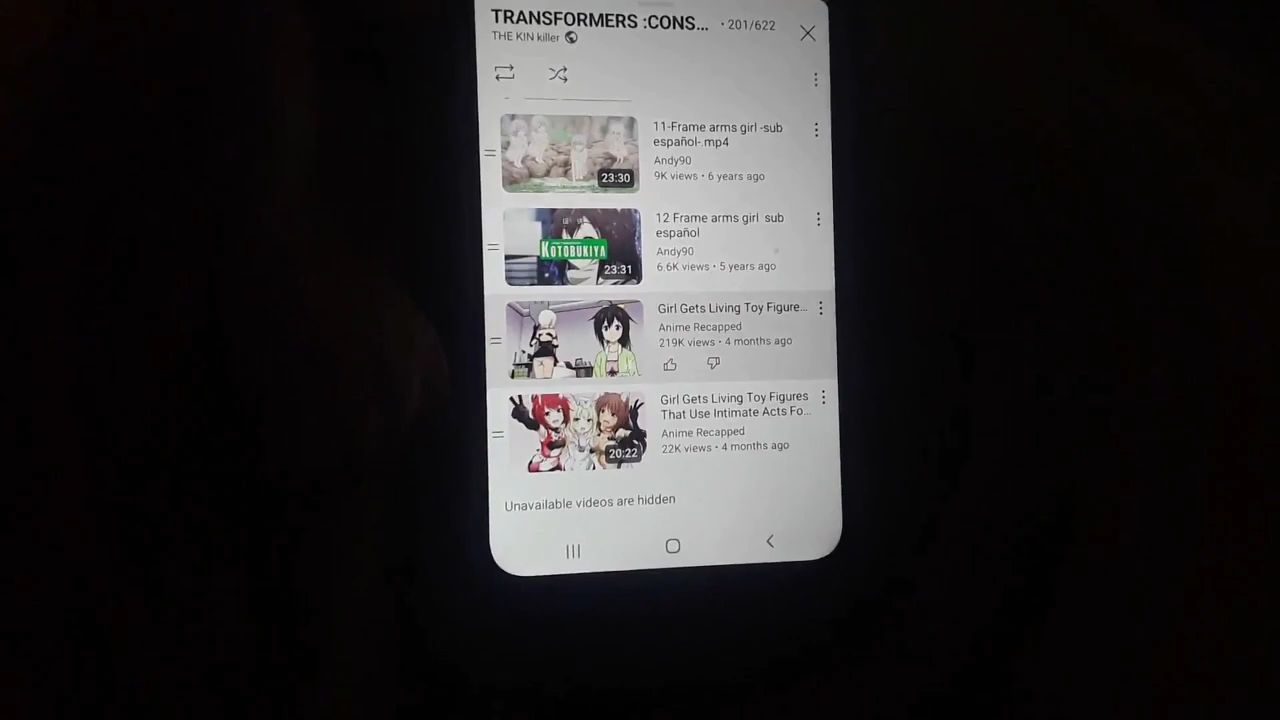 TRANSFORMERS :CONS... • 201/622
THE KIN killer
11-Frame arms girl -sub
español-.mp4
Andy90
9K views • 6 years ago
23:30
12 Frame arms girl sub
español
Andy90
6.6K views • 5 years ago
KOTOBUKIYA
23:31
Girl Gets Living Toy Figure...
Anime Recapped
219K views • 4 months ago
Girl Gets Living Toy Figures
That Use Intimate Acts Fo...
Anime Recapped
22K views • 4 months ago
20:22
Unavailable videos are hidden